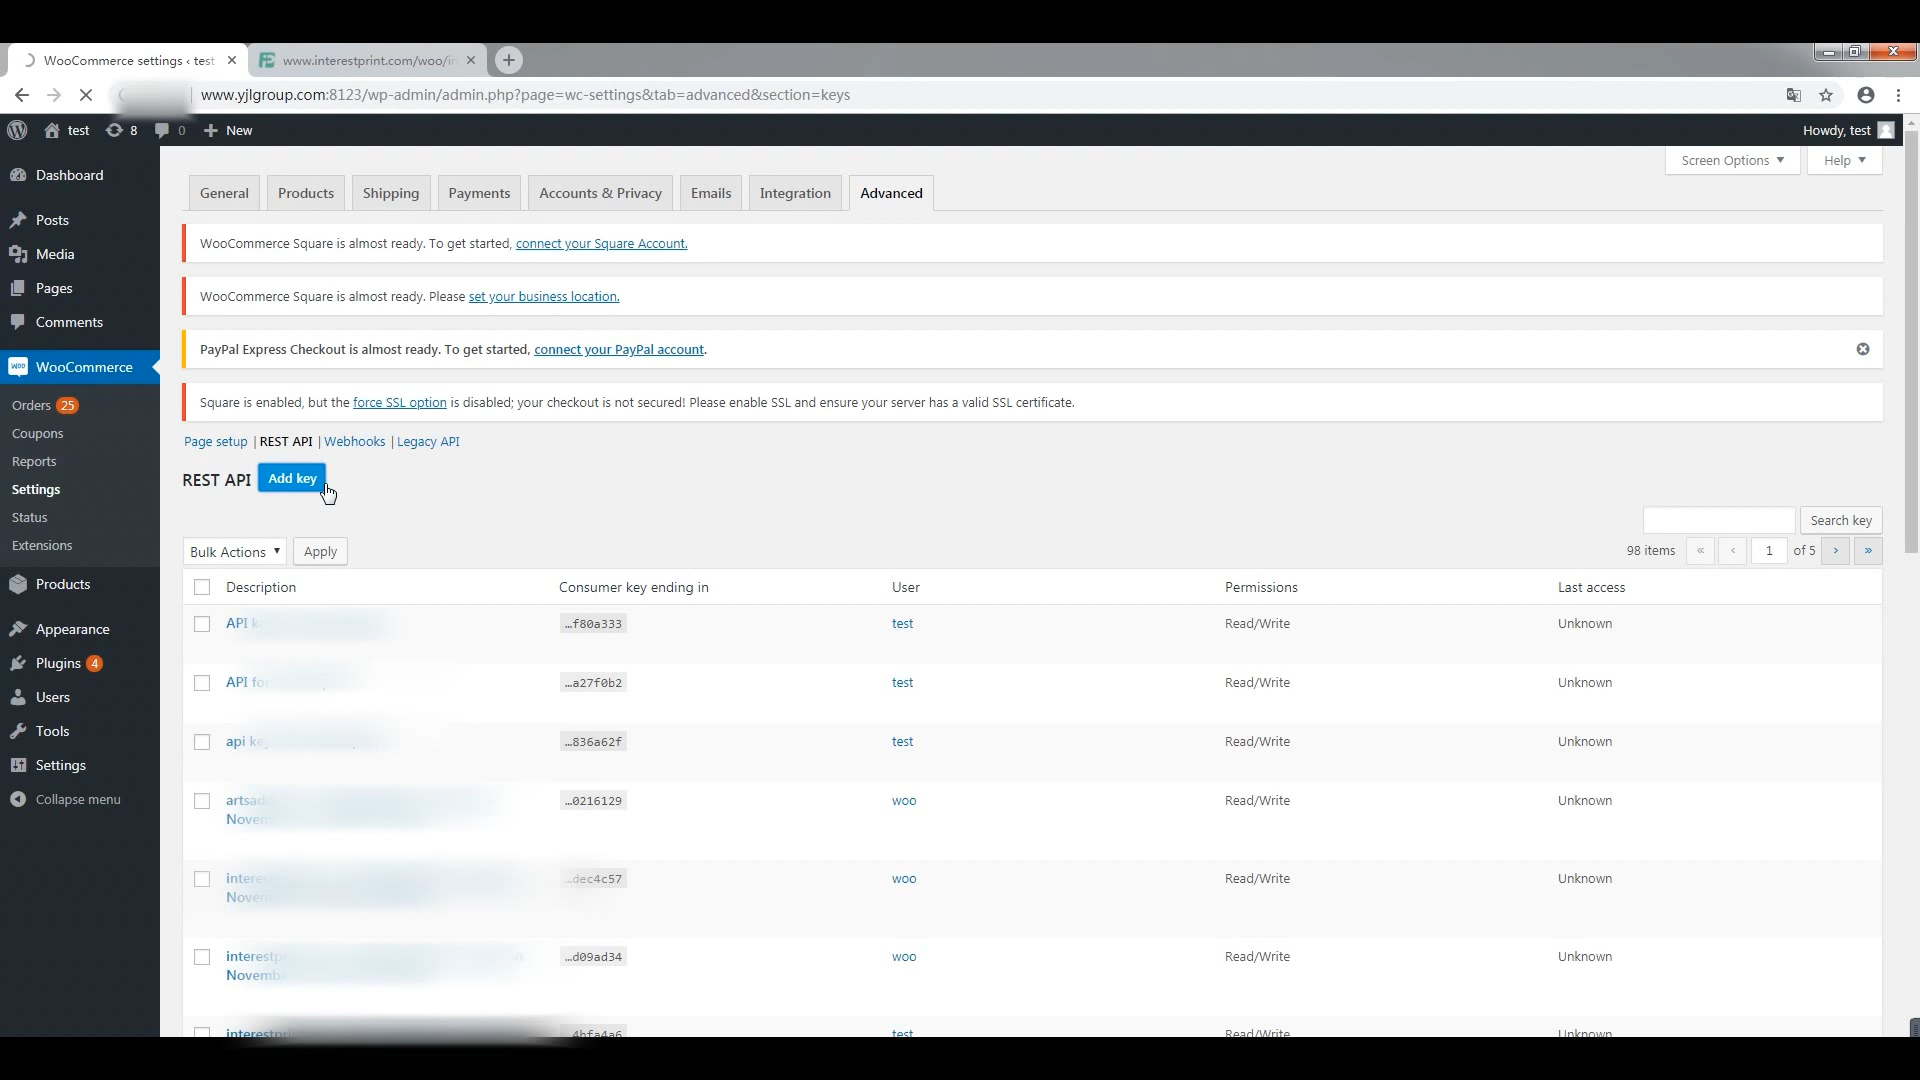 WooCommerce settings ‹ test
www.interestprint.com/woo/in
www.yjlgroup.com:8123/wp-admin/admin.php?page=wc-settings&tab=advanced&section=keys
test 8 0 New
Howdy, test
Screen Options Help
Dashboard
Posts
Media
Pages
Comments
WooCommerce
Orders 25
Coupons
Reports
Settings
Status
Extensions
Products
Appearance
Plugins 4
Users
Tools
Settings
Collapse menu
General Products Shipping Payments Accounts & Privacy Emails Integration Advanced
WooCommerce Square is almost ready. To get started, connect your Square Account.
WooCommerce Square is almost ready. Please set your business location.
PayPal Express Checkout is almost ready. To get started, connect your PayPal account.
Square is enabled, but the force SSL option is disabled; your checkout is not secured! Please enable SSL and ensure your server has a valid SSL certificate.
Page setup | REST API | Webhooks | Legacy API
REST API Add key
Search key
Bulk Actions Apply
98 items « ‹ 1 of 5 › »
Description Consumer key ending in User Permissions Last access
API …f80a333 test Read/Write Unknown
API …a27f0b2 test Read/Write Unknown
api …836a62f test Read/Write Unknown
…0216129 woo Read/Write Unknown
…dec4c57 woo Read/Write Unknown
…d09ad34 woo Read/Write Unknown
…4bfa4a6 test Read/Write Unknown